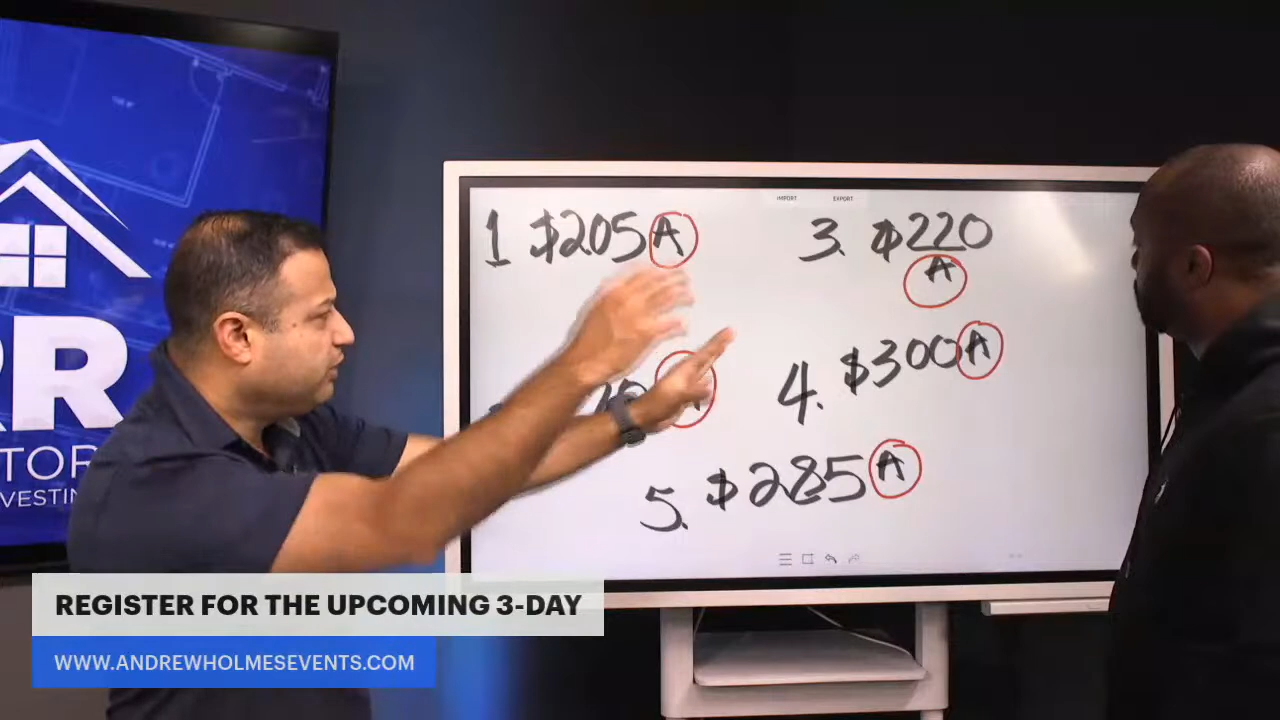 RR
TOR
VESTIN
IMPORT EXPORT
1 $205 A
3. $220
A
4. $300 A
5. $285 A
REGISTER FOR THE UPCOMING 3-DAY
WWW.ANDREWHOLMESEVENTS.COM